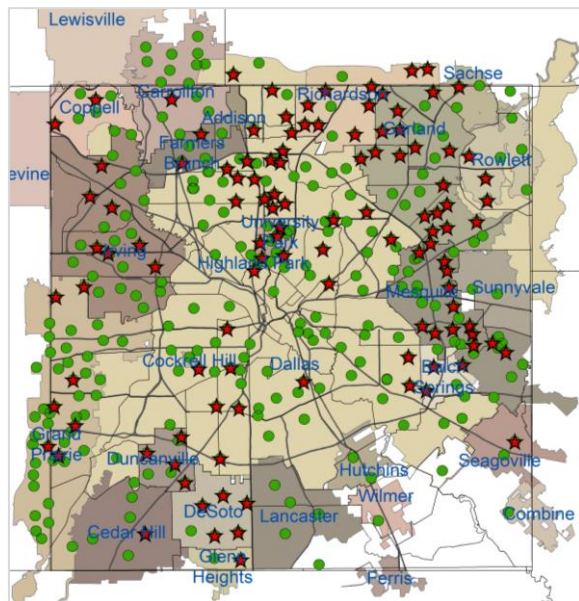 Lewisville
Sachse
Coppell
Carrollton
Richardson
Addison
Garland
Farmers
Branch
Rowlett
evine
University
Park
Irving
Highland Park
Mesquite
Sunnyvale
Cockrell Hill
Dallas
Balch
Springs
Grand
Prairie
Duncanville
Hutchins
Seagoville
Wilmer
DeSoto
Lancaster
Combine
Cedar Hill
Glenn
Heights
Ferris